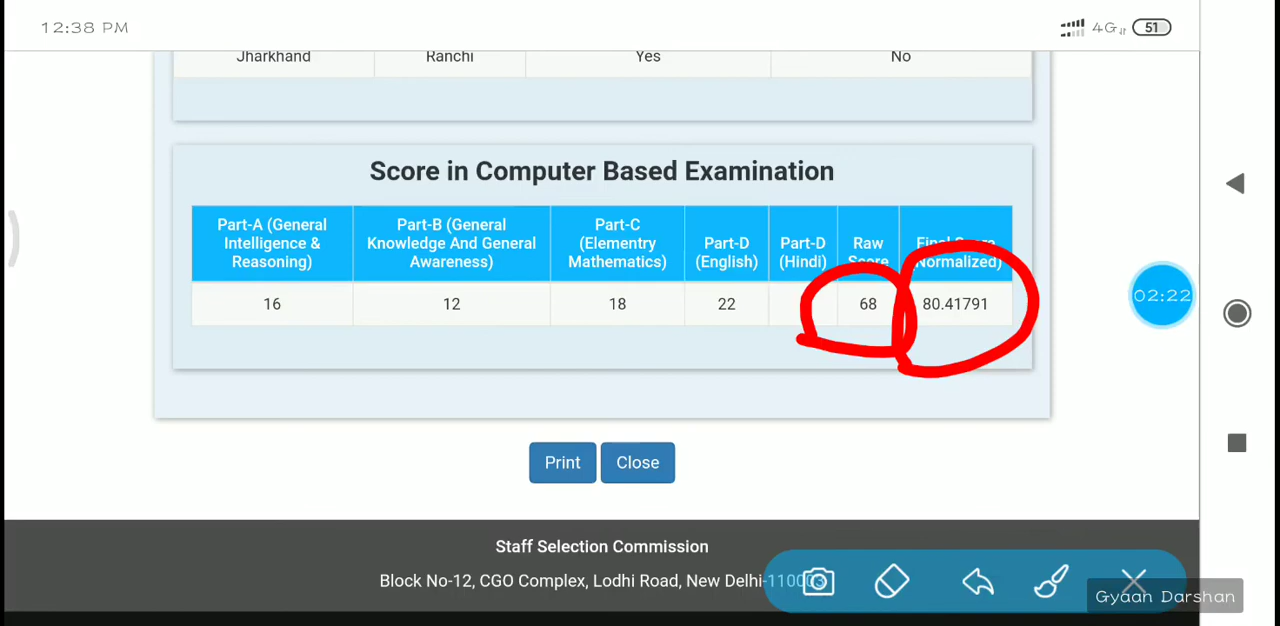 12:38 PM
4G
51
Jharkhand Ranchi Yes No
Score in Computer Based Examination
Part-A (General Intelligence & Reasoning)
Part-B (General Knowledge And General Awareness)
Part-C (Elementry Mathematics)
Part-D (English)
Part-D (Hindi)
Raw Score
Final Score (Normalized)
16 12 18 22 68 80.41791
02:22
Print Close
Staff Selection Commission
Block No-12, CGO Complex, Lodhi Road, New Delhi-110003
Gyaan Darshan